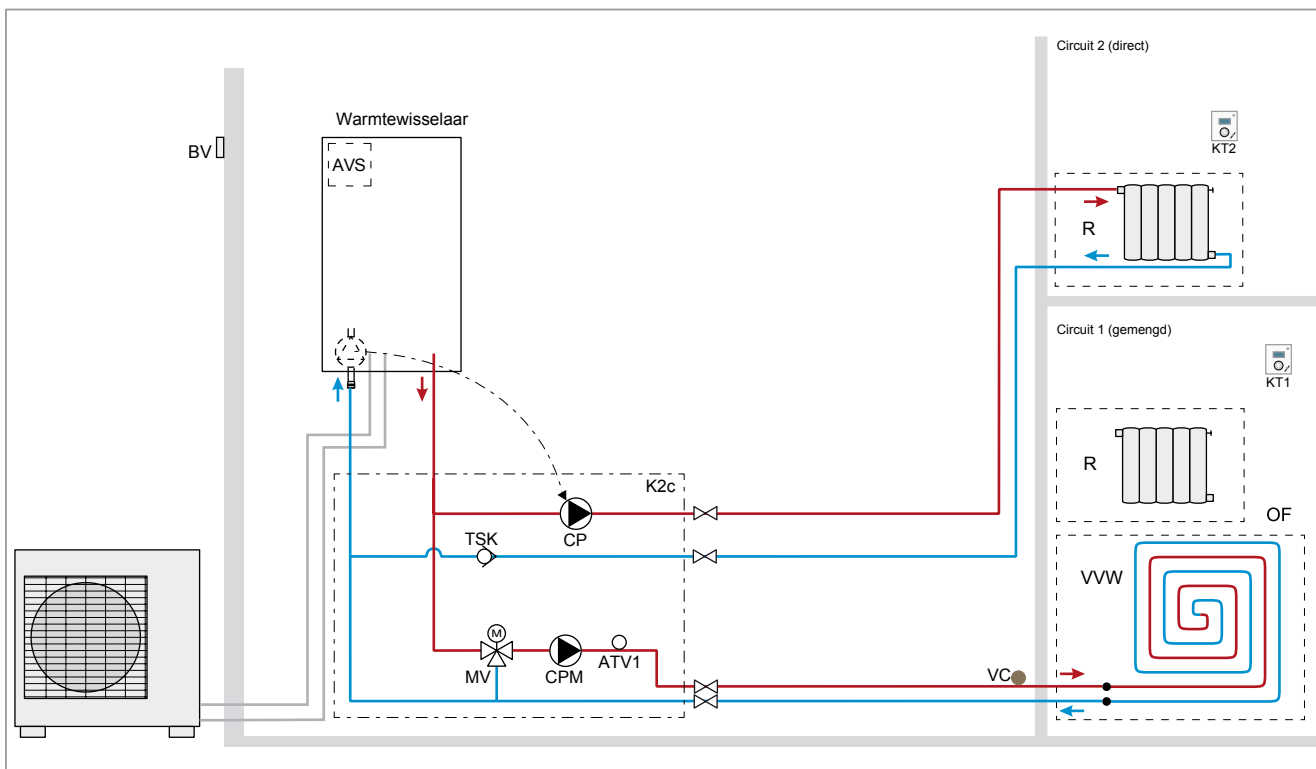 Circuit 2 (direct)
KT2
R
Warmtewisselaar
AVS
BV
Circuit 1 (gemengd)
KT1
R
OF
VVW
K2c
CP
TSK
M
MV
CPM
ATV1
VC